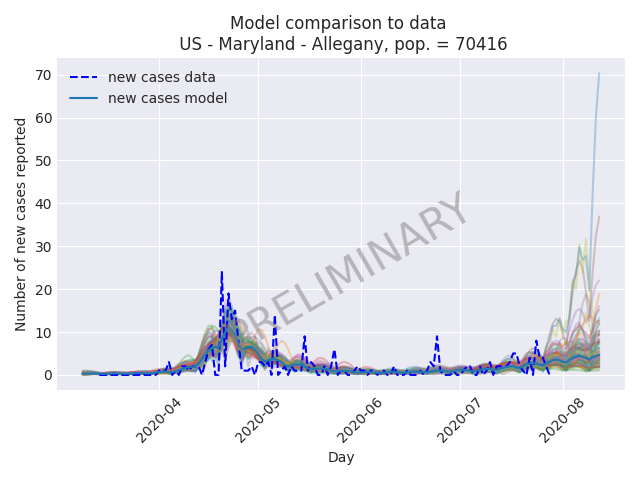 Model comparison to data
US - Maryland - Allegany, pop. = 70416
new cases data
new cases model
Number of new cases reported
70
60
50
40
30
20
10
0
PRELIMINARY
2020-04
2020-05
2020-06
2020-07
2020-08
Day